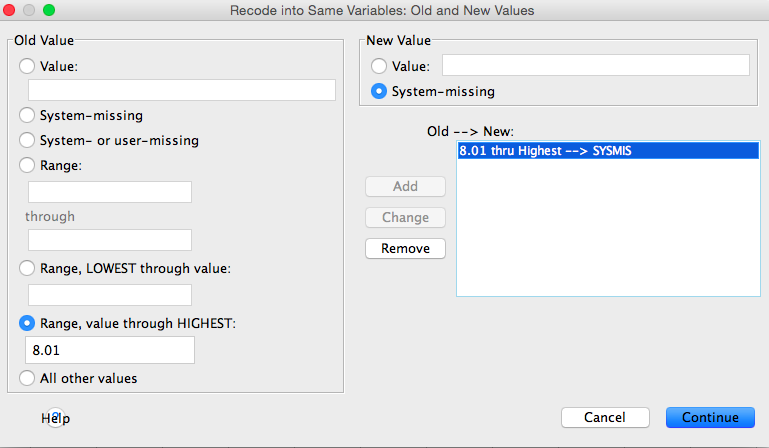 Recode into Same Variables: Old and New Values
Old Value
Value:
System-missing
System- or user-missing
Range:
through
Range, LOWEST through value:
Range, value through HIGHEST:
8.01
All other values
New Value
Value:
System-missing
Old --> New:
8.01 thru Highest --> SYSMIS
Add
Change
Remove
Help
?
Cancel
Continue